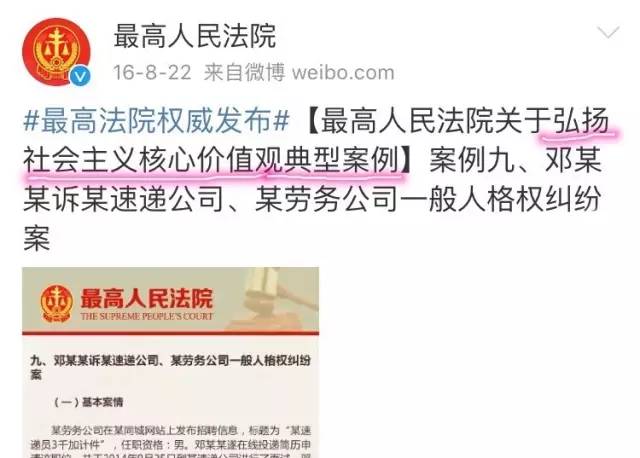 最高人民法院
16-8-22 来自微博 weibo.com
#最高法院权威发布#【最高人民法院关于弘扬
社会主义核心价值观典型案例】案例九、邓某
某诉某速递公司、某劳务公司一般人格权纠纷
案
最高人民法院
THE SUPREME PEOPLE'S COURT
九、邓某某诉某速递公司、某劳务公司一般人格权纠纷
案
（一）基本案情
某劳务公司在某同城网站上发布招聘信息，标题为“某速
递员3千加计件”，任职资格：男。邓某某遂在线投递简历申